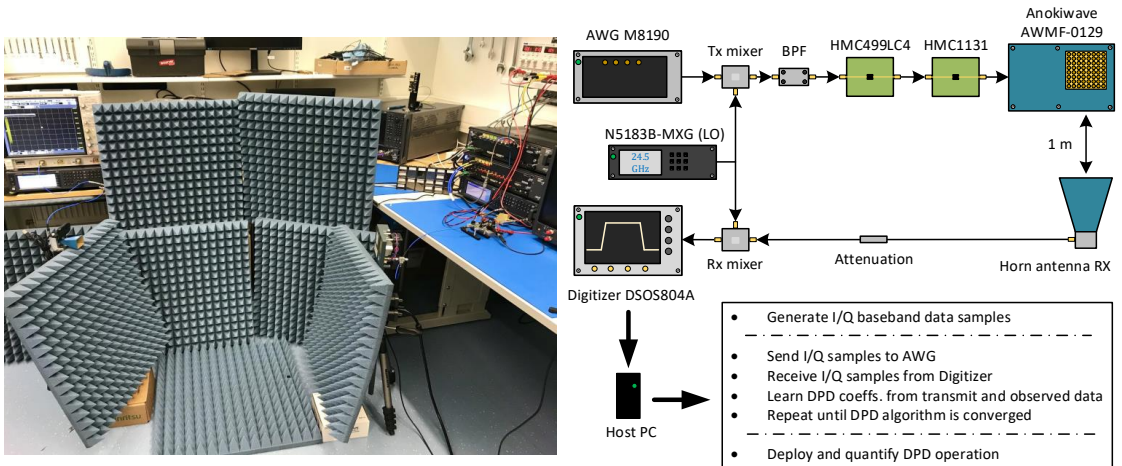 Anokiwave
AWMF-0129
AWG M8190
Tx mixer
BPF
HMC499LC4
HMC1131
N5183B-MXG (LO)
24.5
GHz
1 m
Rx mixer
Attenuation
Horn antenna RX
Digitizer DSOS804A
Host PC
• Generate I/Q baseband data samples
• Send I/Q samples to AWG
• Receive I/Q samples from Digitizer
• Learn DPD coeffs. from transmit and observed data
• Repeat until DPD algorithm is converged
• Deploy and quantify DPD operation